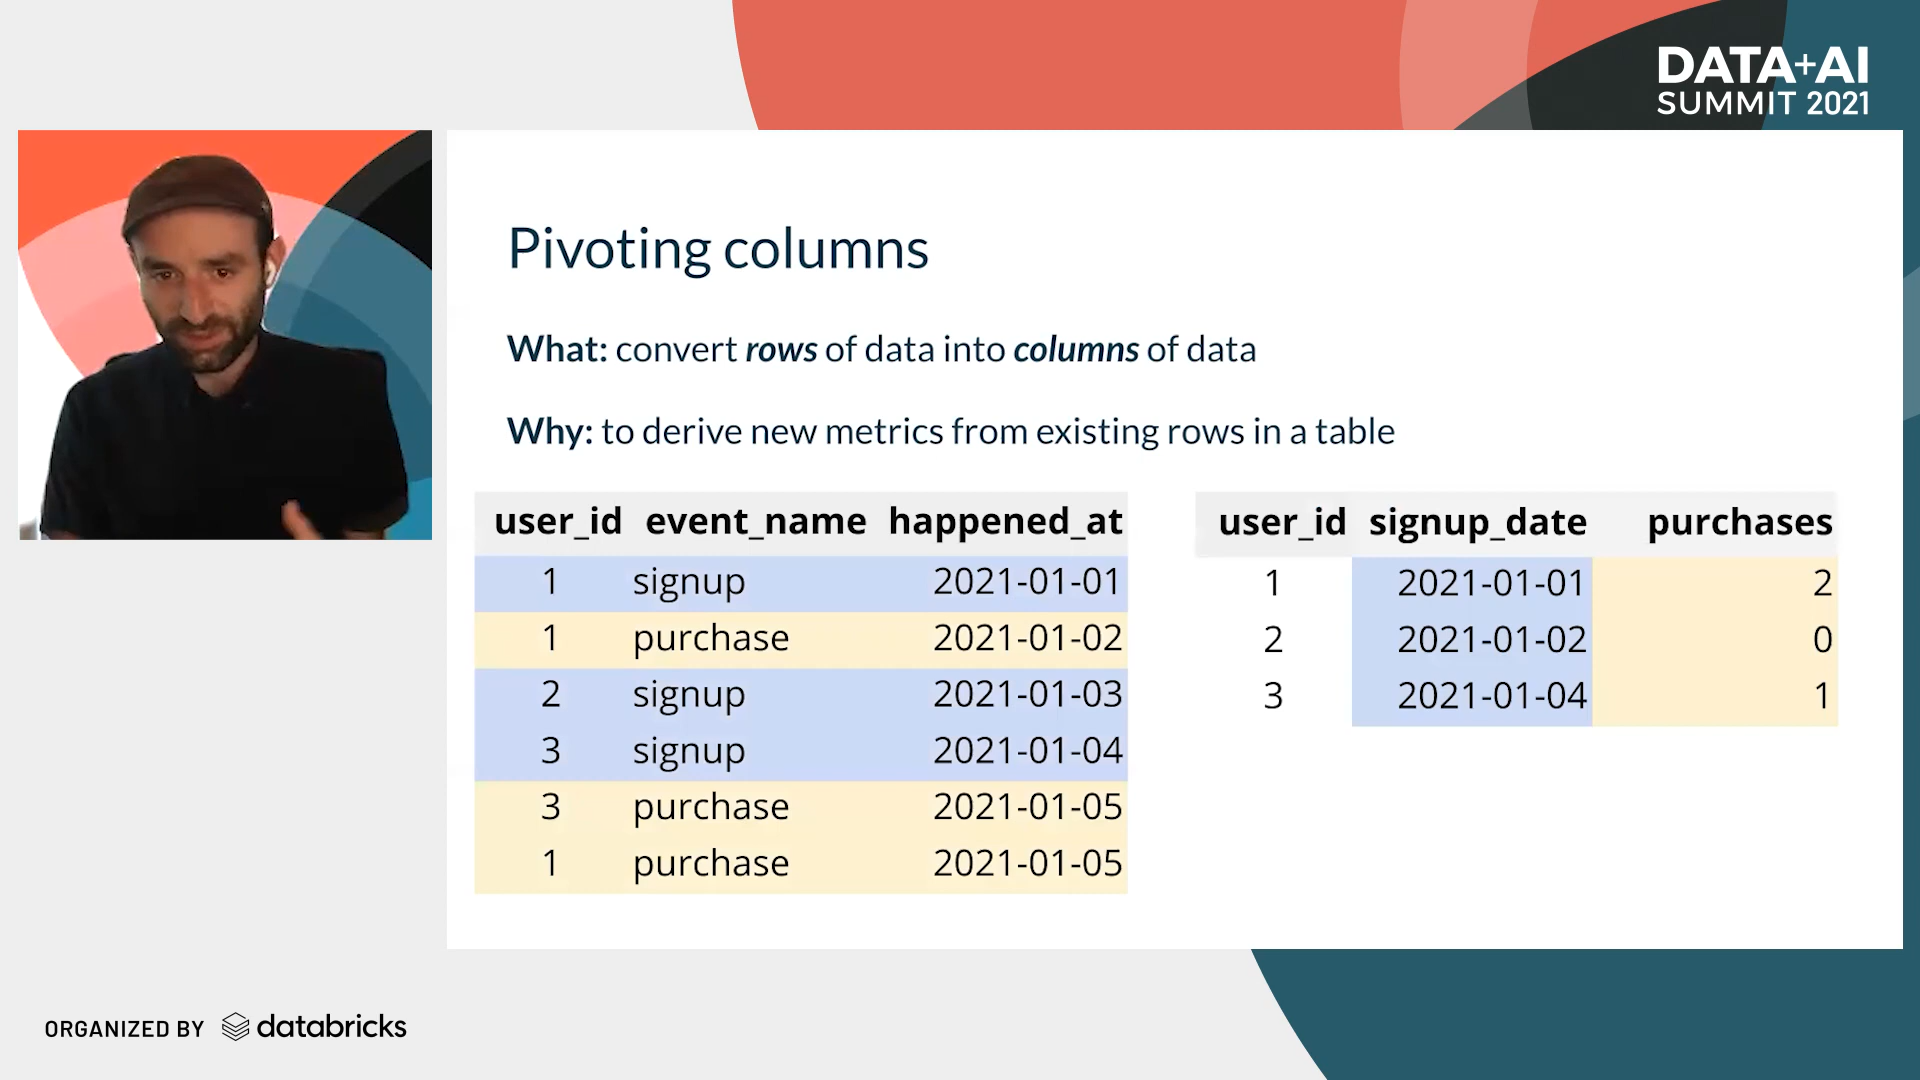 DATA+AI
SUMMIT 2021
Pivoting columns
What: convert rows of data into columns of data
Why: to derive new metrics from existing rows in a table
user_id event_name happened_at
1 signup 2021-01-01
1 purchase 2021-01-02
2 signup 2021-01-03
3 signup 2021-01-04
3 purchase 2021-01-05
1 purchase 2021-01-05
user_id signup_date purchases
1 2021-01-01 2
2 2021-01-02 0
3 2021-01-04 1
ORGANIZED BY databricks